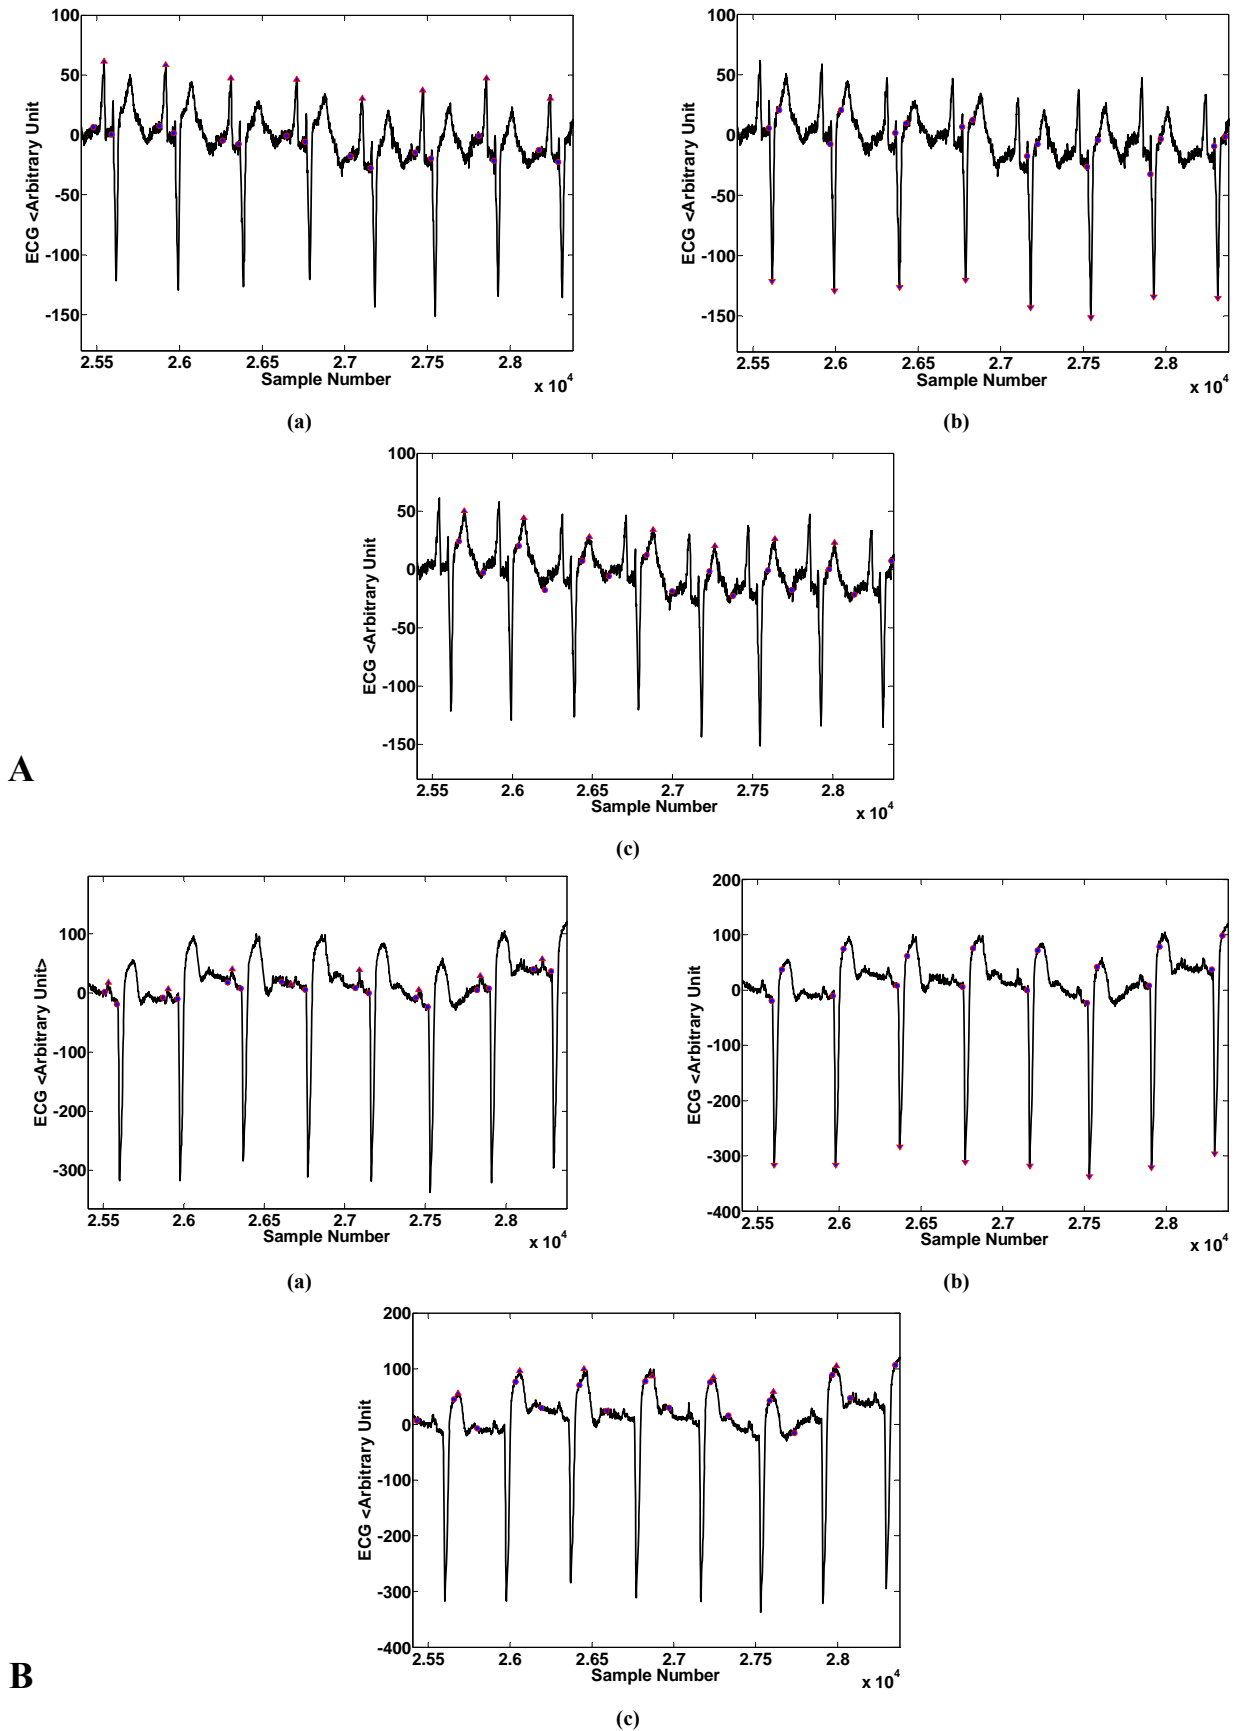 100
50
0
-50
-100
-150
ECG <Arbitrary Unit
2.55 2.6 2.65 2.7 2.75 2.8
Sample Number
x 10^4
(a)
100
50
0
-50
-100
-150
ECG <Arbitrary Unit
2.55 2.6 2.65 2.7 2.75 2.8
Sample Number
x 10^4
(b)
100
50
0
-50
-100
-150
ECG <Arbitrary Unit
2.55 2.6 2.65 2.7 2.75 2.8
Sample Number
x 10^4
(c)
A
100
0
-100
-200
-300
ECG <Arbitrary Unit>
2.55 2.6 2.65 2.7 2.75 2.8
Sample Number
x 10^4
(a)
200
100
0
-100
-200
-300
-400
ECG <Arbitrary Unit
2.55 2.6 2.65 2.7 2.75 2.8
Sample Number
x 10^4
(b)
200
100
0
-100
-200
-300
-400
ECG <Arbitrary Unit
2.55 2.6 2.65 2.7 2.75 2.8
Sample Number
x 10^4
(c)
B